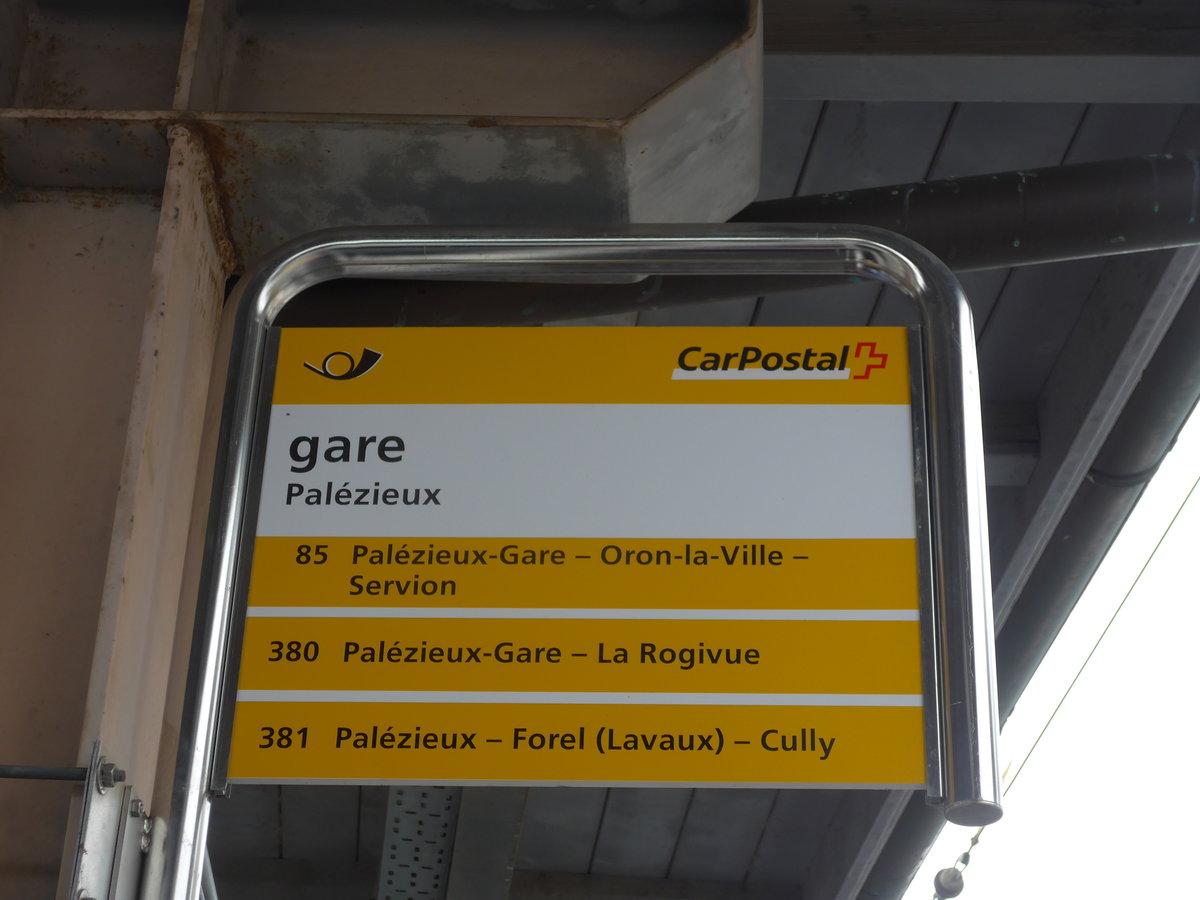 CarPostal
gare
Palézieux
85 Palézieux-Gare – Oron-la-Ville –
Servion
380 Palézieux-Gare – La Rogivue
381 Palézieux – Forel (Lavaux) – Cully